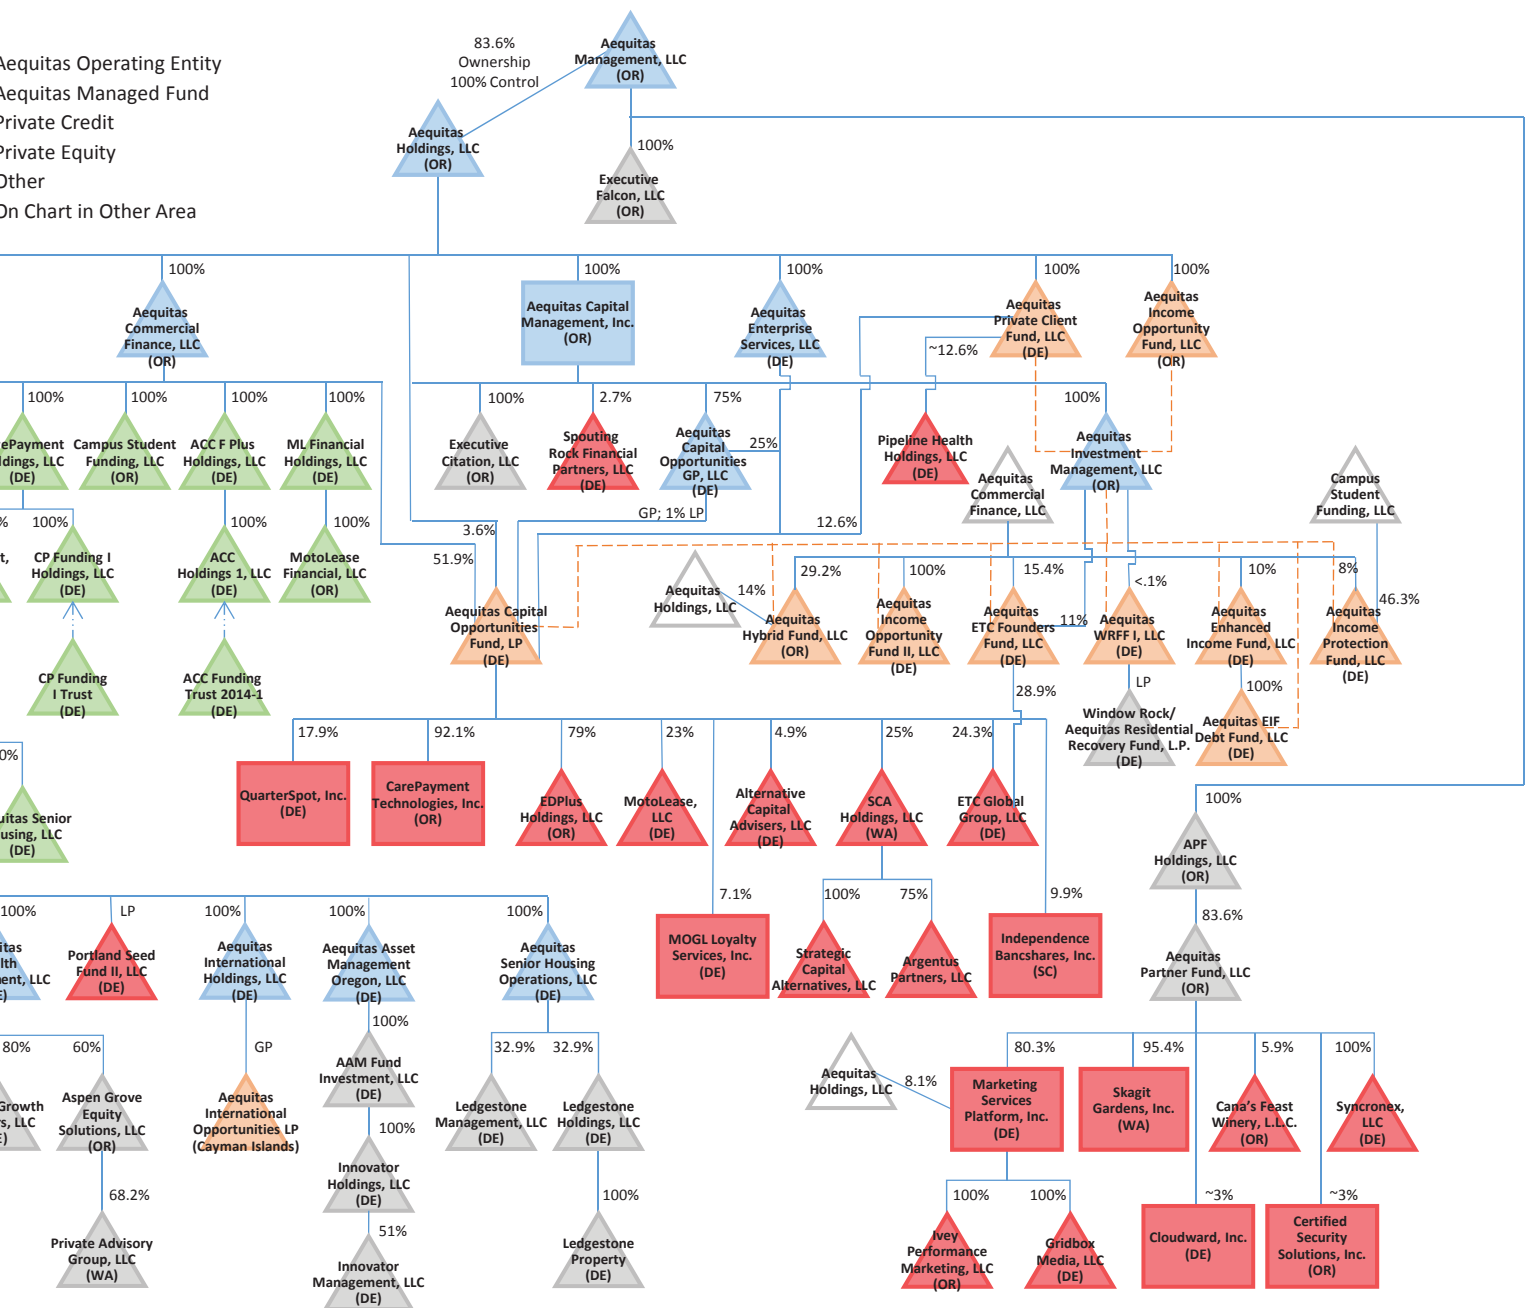 Aequitas Operating Entity
Aequitas Managed Fund
Private Credit
Private Equity
Other
On Chart in Other Area
83.6%
Ownership
100% Control
Aequitas
Management, LLC
(OR)
Aequitas
Holdings, LLC
(OR)
100%
Executive
Falcon, LLC
(OR)
100%
Aequitas
Commercial
Finance, LLC
(OR)
100%
Aequitas Capital
Management, Inc.
(OR)
100%
Aequitas
Enterprise
Services, LLC
(DE)
100%
Aequitas
Private Client
Fund, LLC
(DE)
100%
Aequitas
Income
Opportunity
Fund, LLC
(OR)
~12.6%
100%
ePayment
ldings, LLC
(DE)
100%
Campus Student
Funding, LLC
(OR)
100%
ACC F Plus
Holdings, LLC
(DE)
100%
ML Financial
Holdings, LLC
(DE)
100%
Executive
Citation, LLC
(OR)
2.7%
Spouting
Rock Financial
Partners, LLC
(DE)
75%
Aequitas
Capital
Opportunities
GP, LLC
(DE)
25%
Pipeline Health
Holdings, LLC
(DE)
100%
Aequitas
Investment
Management, LLC
(OR)
Aequitas
Commercial
Finance, LLC
Campus
Student
Funding, LLC
%
t,
100%
CP Funding I
Holdings, LLC
(DE)
100%
ACC
Holdings 1, LLC
(DE)
100%
MotoLease
Financial, LLC
(OR)
3.6%
51.9%
GP; 1% LP
12.6%
Aequitas Capital
Opportunities
Fund, LP
(DE)
Aequitas
Holdings, LLC
14%
29.2%
Aequitas
Hybrid Fund, LLC
(OR)
100%
Aequitas
Income
Opportunity
Fund II, LLC
(DE)
15.4%
Aequitas
ETC Founders
Fund, LLC
(DE)
11%
<.1%
Aequitas
WRFF I, LLC
(DE)
10%
Aequitas
Enhanced
Income Fund, LLC
(DE)
8%
46.3%
Aequitas
Income
Protection
Fund, LLC
(DE)
CP Funding
I Trust
(DE)
ACC Funding
Trust 2014-1
(DE)
28.9%
LP
Window Rock/
Aequitas Residential
Recovery Fund, L.P.
(DE)
100%
Aequitas EIF
Debt Fund, LLC
(DE)
0%
uitas Senior
using, LLC
(DE)
17.9%
QuarterSpot, Inc.
(DE)
92.1%
CarePayment
Technologies, Inc.
(OR)
79%
EDPlus
Holdings, LLC
(OR)
23%
MotoLease,
LLC
(DE)
4.9%
Alternative
Capital
Advisers, LLC
(DE)
25%
SCA
Holdings, LLC
(WA)
24.3%
ETC Global
Group, LLC
(DE)
100%
APF
Holdings, LLC
(OR)
7.1%
MOGL Loyalty
Services, Inc.
(DE)
100%
Strategic
Capital
Alternatives, LLC
75%
Argentus
Partners, LLC
9.9%
Independence
Bancshares, Inc.
(SC)
83.6%
Aequitas
Partner Fund, LLC
(OR)
100%
itas
lth
ent, LLC
E)
LP
Portland Seed
Fund II, LLC
(DE)
100%
Aequitas
International
Holdings, LLC
(DE)
100%
Aequitas Asset
Management
Oregon, LLC
(DE)
100%
Aequitas
Senior Housing
Operations, LLC
(DE)
80%
Growth
rs, LLC
E)
60%
Aspen Grove
Equity
Solutions, LLC
(OR)
GP
Aequitas
International
Opportunities LP
(Cayman Islands)
100%
AAM Fund
Investment, LLC
(DE)
32.9%
Ledgestone
Management, LLC
(DE)
32.9%
Ledgestone
Holdings, LLC
(DE)
Aequitas
Holdings, LLC
8.1%
80.3%
Marketing
Services
Platform, Inc.
(DE)
95.4%
Skagit
Gardens, Inc.
(WA)
5.9%
Cana's Feast
Winery, L.L.C.
(OR)
100%
Syncronex,
LLC
(DE)
68.2%
Private Advisory
Group, LLC
(WA)
100%
Innovator
Holdings, LLC
(DE)
51%
Innovator
Management, LLC
(DE)
100%
Ledgestone
Property
(DE)
100%
Ivey
Performance
Marketing, LLC
(OR)
100%
Gridbox
Media, LLC
(DE)
~3%
Cloudward, Inc.
(DE)
~3%
Certified
Security
Solutions, Inc.
(OR)